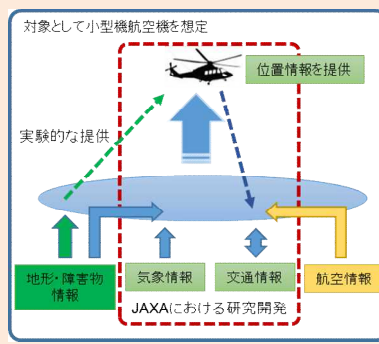 対象として小型機航空機を想定
位置情報を提供
実験的な提供
地形・障害物
情報
気象情報
交通情報
航空情報
JAXAにおける研究開発